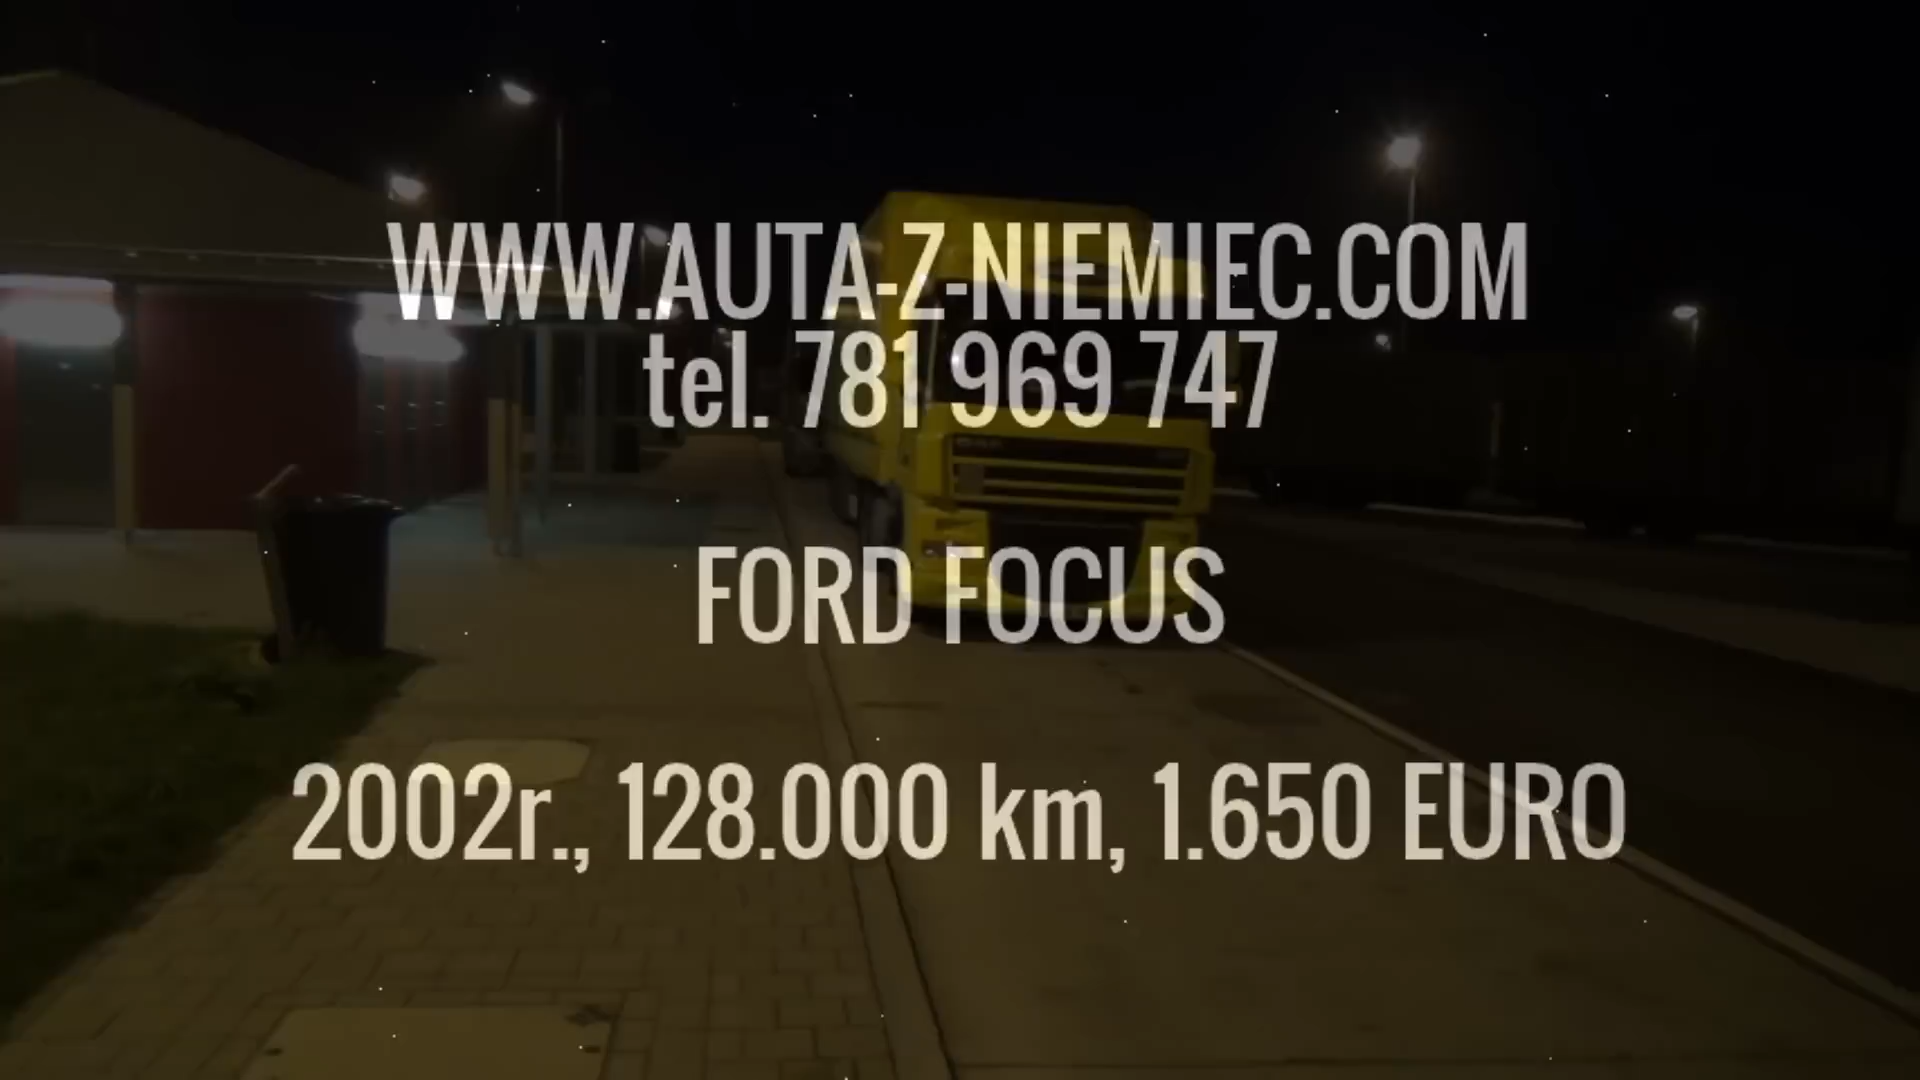 WWW.AUTA-Z-NIEMIEC.COM
tel. 781 969 747
FORD FOCUS
2002r., 128.000 km, 1.650 EURO